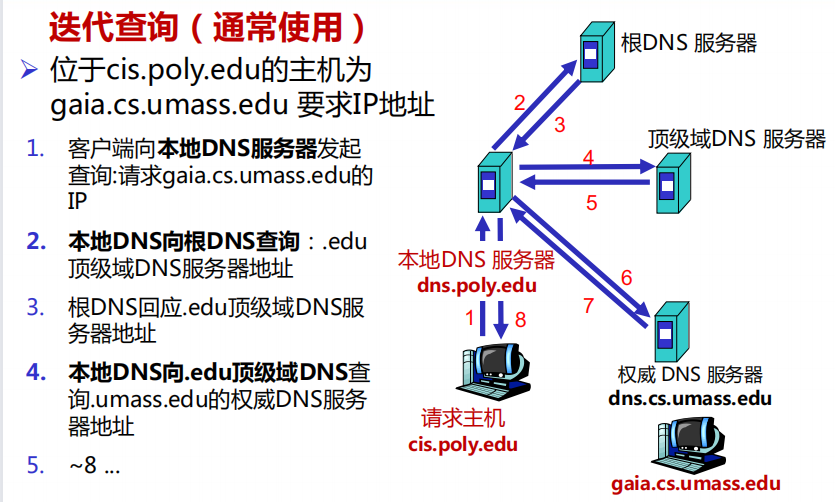 迭代查询（通常使用）
➢ 位于cis.poly.edu的主机为
gaia.cs.umass.edu 要求IP地址
1. 客户端向本地DNS服务器发起
查询:请求gaia.cs.umass.edu的
IP
2. 本地DNS向根DNS查询：.edu
顶级域DNS服务器地址
3. 根DNS回应.edu顶级域DNS服
务器地址
4. 本地DNS向.edu顶级域DNS查
询.umass.edu的权威DNS服务
器地址
5. ~8 ...
根DNS 服务器
2
3
顶级域DNS 服务器
4
5
本地DNS 服务器
dns.poly.edu
6
7
1
8
权威 DNS 服务器
dns.cs.umass.edu
请求主机
cis.poly.edu
gaia.cs.umass.edu